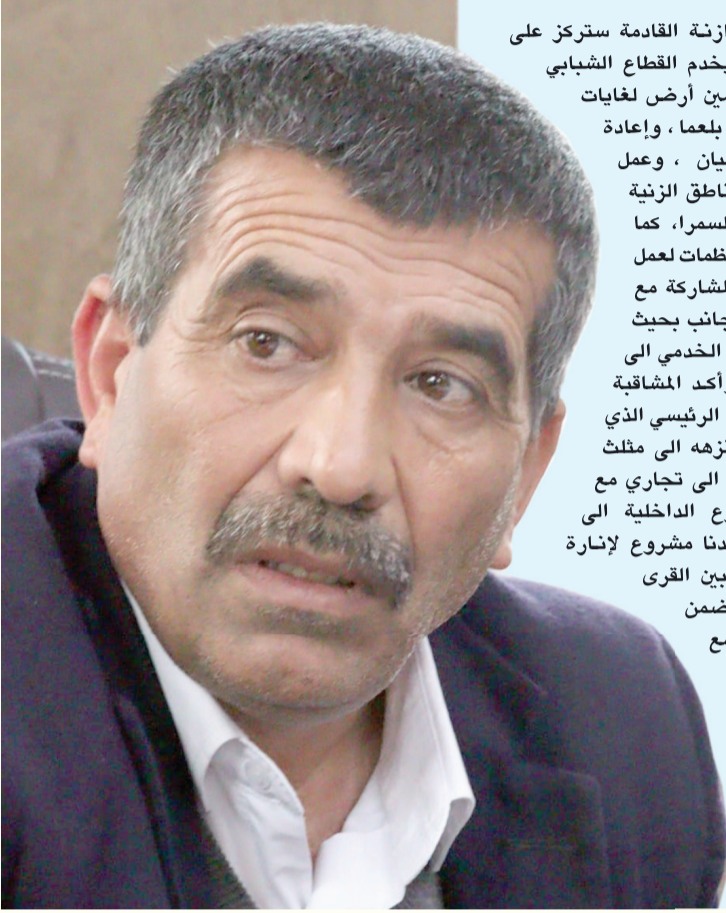 ازنة القادمة ستركز على
يخدم القطاع الشبابي
ين أرض لغايات
بلعما ، وإعادة
يان ، وعمل
ناطق الزنية
لسمرا، كما
ظمات لعمل
لشاركة مع
جانب بحيث
الخدمي الى
أكد المشاقبة
الرئيسي الذي
تزهه الى مثلث
الى تجاري مع
ع الداخلية الى
دنا مشروع لإنارة
بين القرى
ضمن
مع